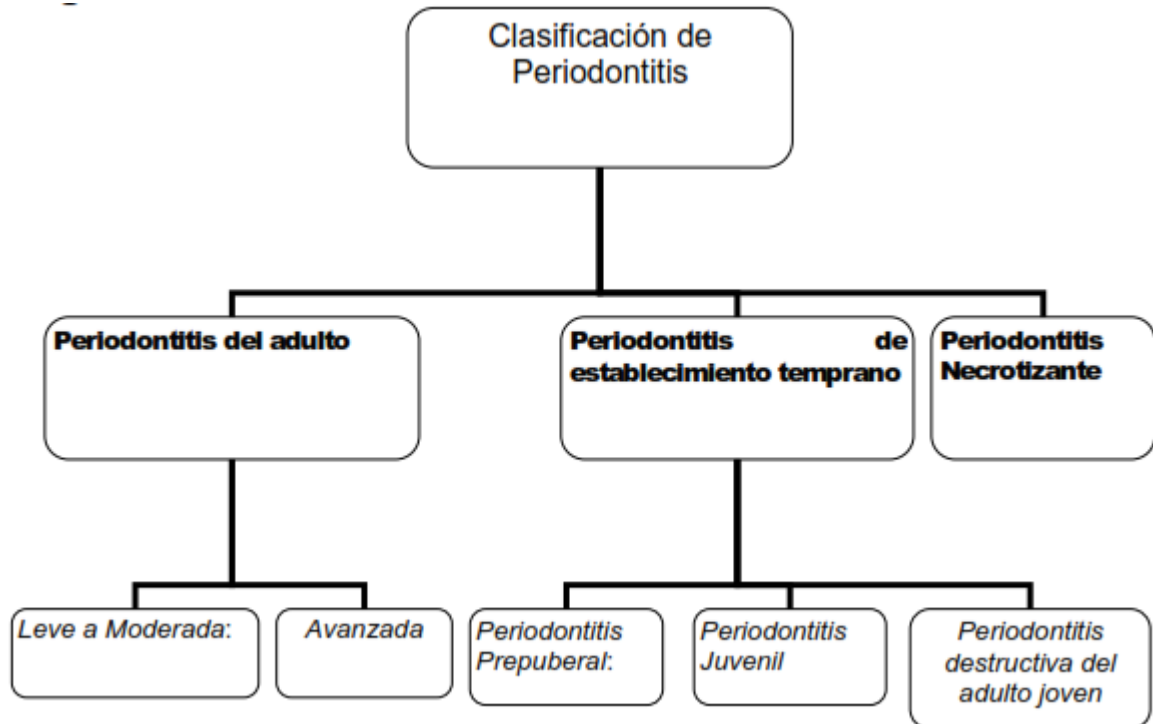 Clasificación de
Periodontitis
Periodontitis del adulto
Periodontitis de
establecimiento temprano
Periodontitis
Necrotizante
Leve a Moderada:
Avanzada
Periodontitis
Prepuberal:
Periodontitis
Juvenil
Periodontitis
destructiva del
adulto joven